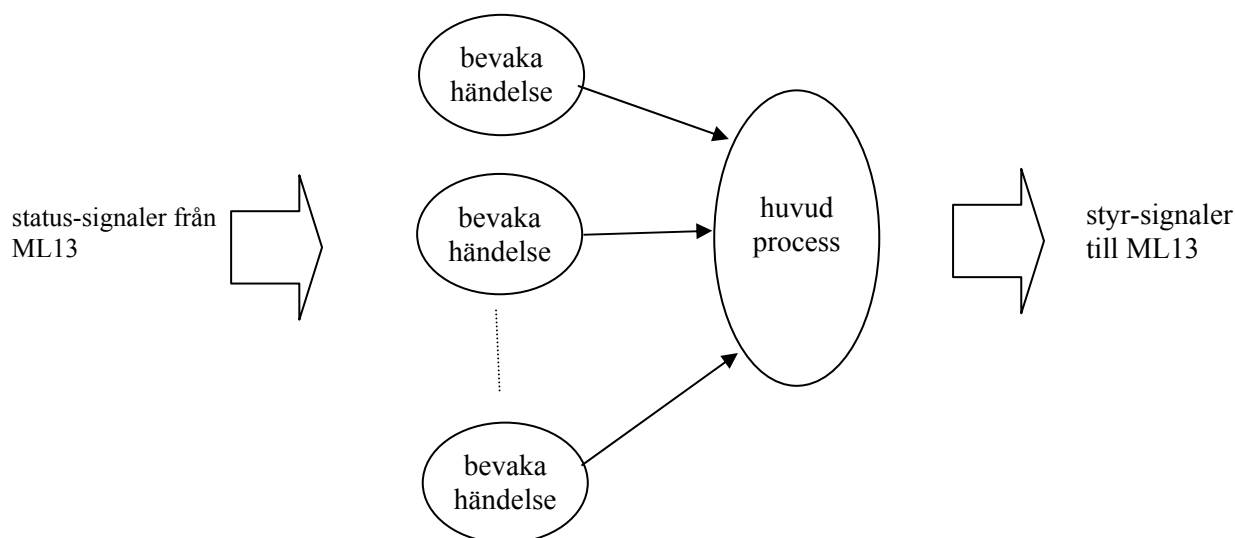 bevaka
händelse
status-signaler från
ML13
bevaka
händelse
huvud
process
styr-signaler
till ML13
bevaka
händelse